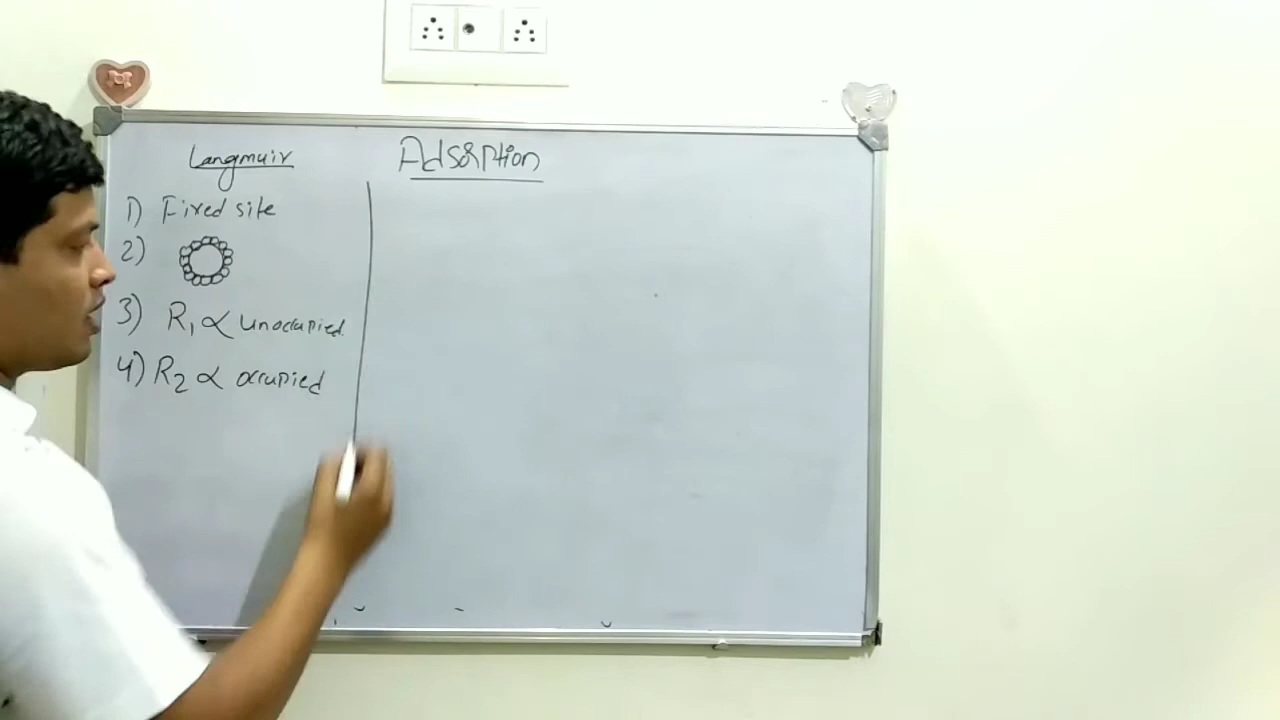 Langmuir
Adsorption
1) Fixed site
2)
3) R₁ ∝ unoccupied.
4) R₂ ∝ occupied